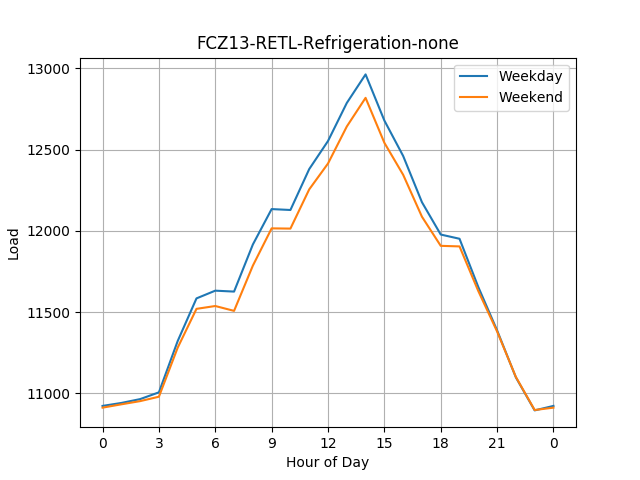 FCZ13-RETL-Refrigeration-none
13000
12500
12000
11500
11000
Load
Weekday
Weekend
0 3 6 9 12 15 18 21 0
Hour of Day